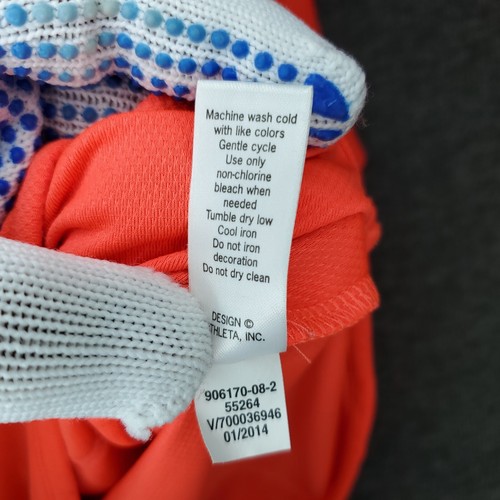 Machine wash cold
with like colors
Gentle cycle
Use only
non-chlorine
bleach when
needed
Tumble dry low
Cool iron
Do not iron
decoration
Do not dry clean
DESIGN ©
THLETA, INC.
906170-08-2
55264
V/700036946
01/2014